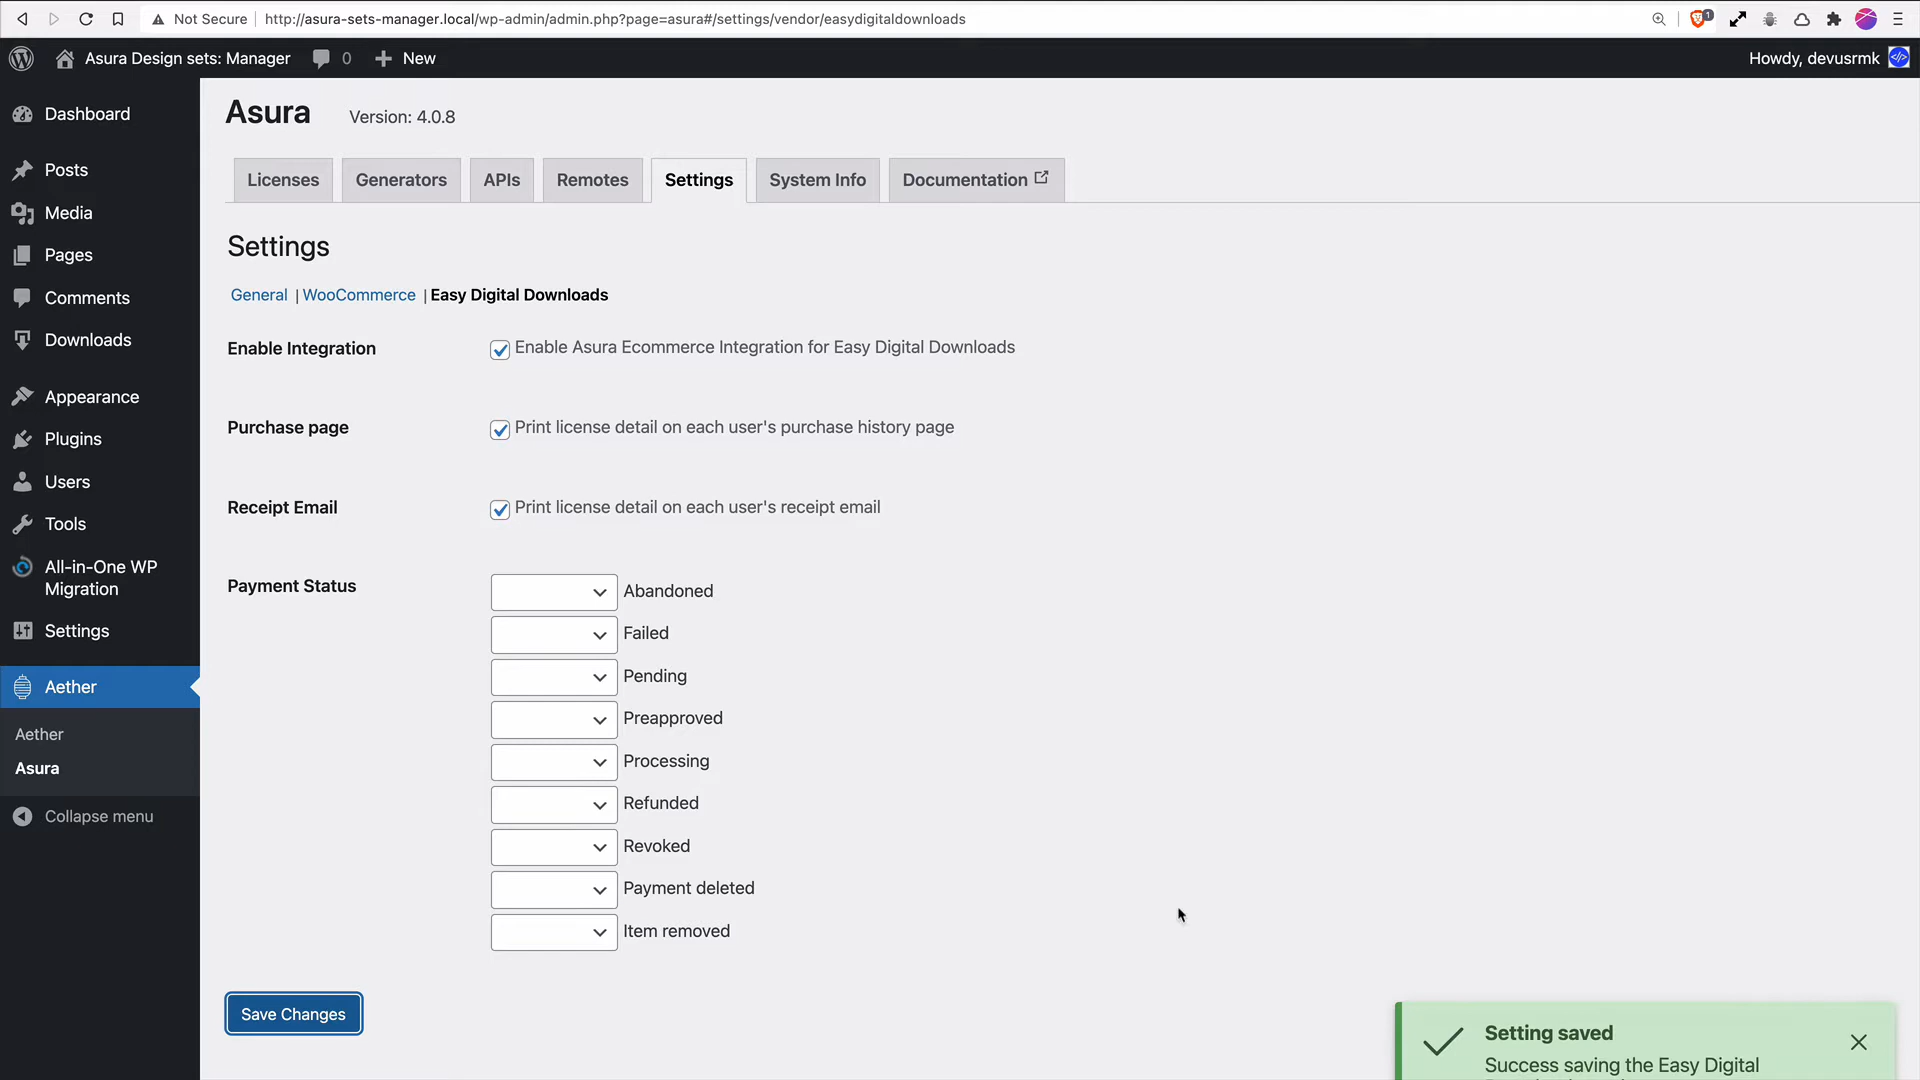 Not Secure
http://asura-sets-manager.local/wp-admin/admin.php?page=asura#/settings/vendor/easydigitaldownloads
1
Asura Design sets: Manager
0
New
Howdy, devusrmk
Dashboard
Posts
Media
Pages
Comments
Downloads
Appearance
Plugins
Users
Tools
All-in-One WP
Migration
Settings
Aether
Aether
Asura
Collapse menu
Asura
Version: 4.0.8
Licenses
Generators
APIs
Remotes
Settings
System Info
Documentation
Settings
General | WooCommerce | Easy Digital Downloads
Enable Integration
Enable Asura Ecommerce Integration for Easy Digital Downloads
Purchase page
Print license detail on each user's purchase history page
Receipt Email
Print license detail on each user's receipt email
Payment Status
Abandoned
Failed
Pending
Preapproved
Processing
Refunded
Revoked
Payment deleted
Item removed
Save Changes
Setting saved
Success saving the Easy Digital